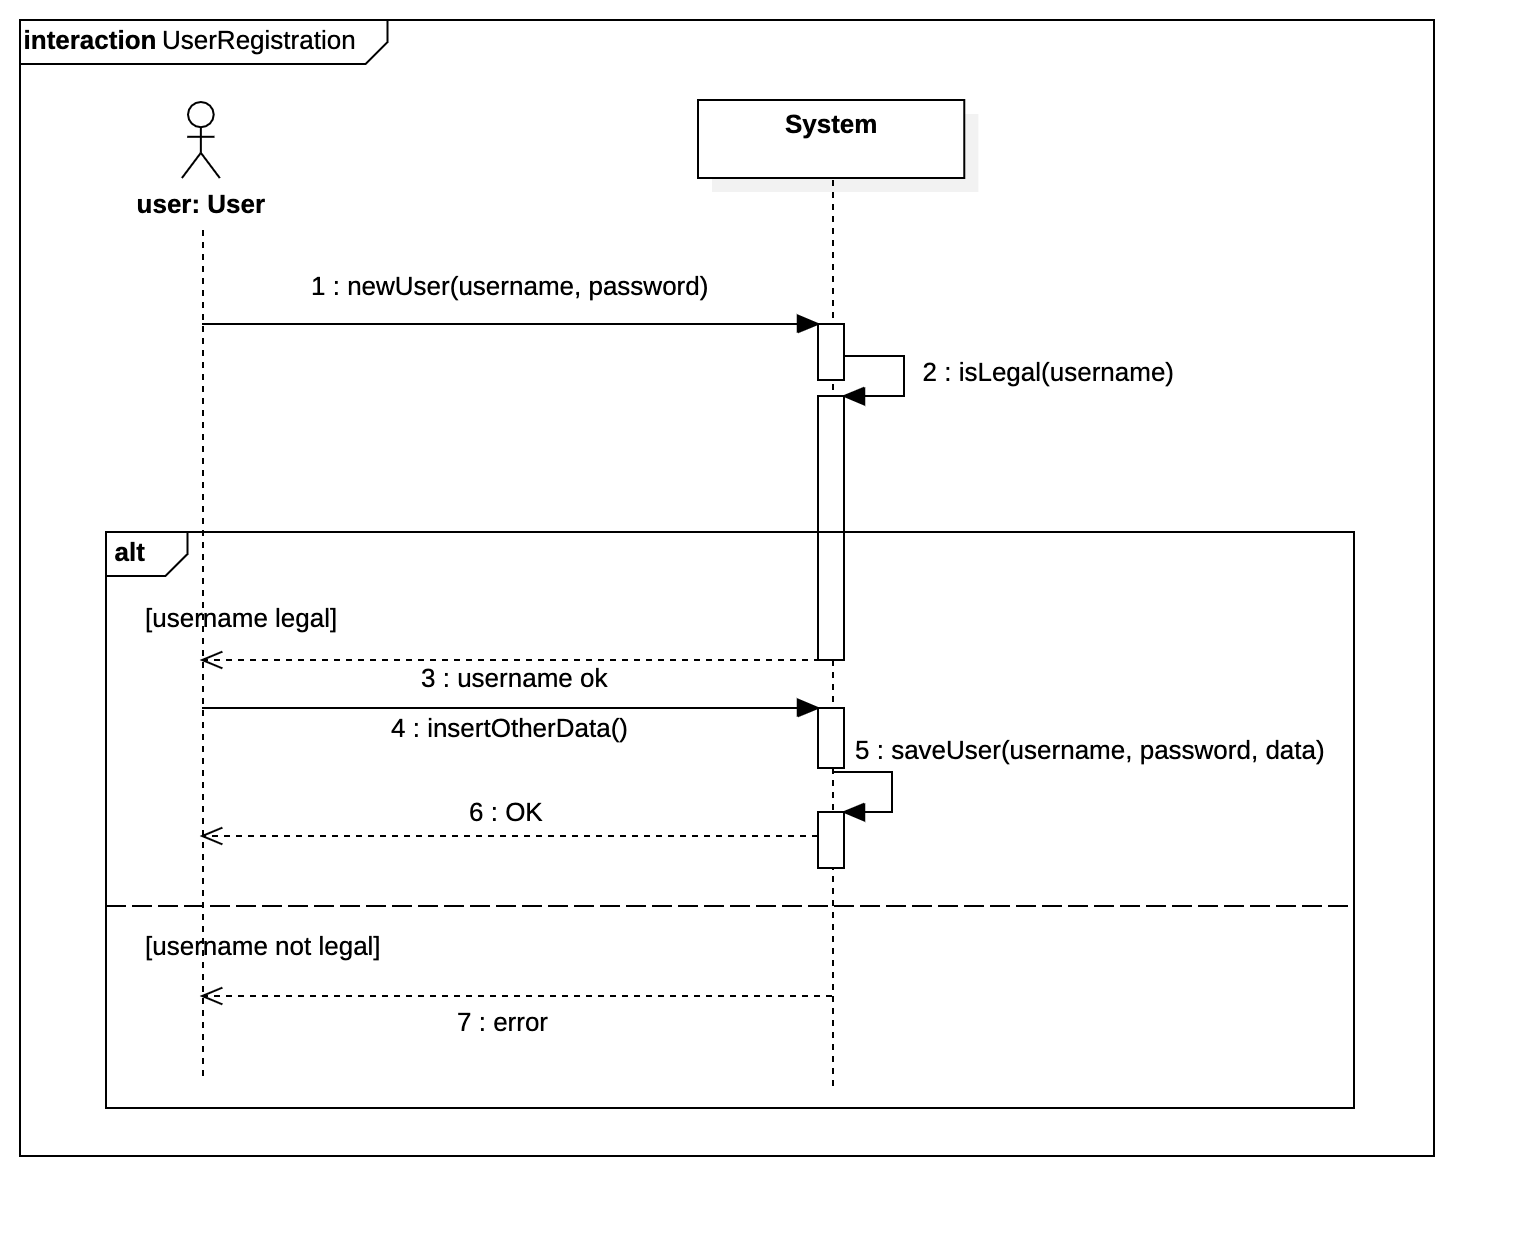 interaction UserRegistration
System
user: User
1 : newUser(username, password)
2 : isLegal(username)
alt
[username legal]
3 : username ok
4 : insertOtherData()
5 : saveUser(username, password, data)
6 : OK
[username not legal]
7 : error